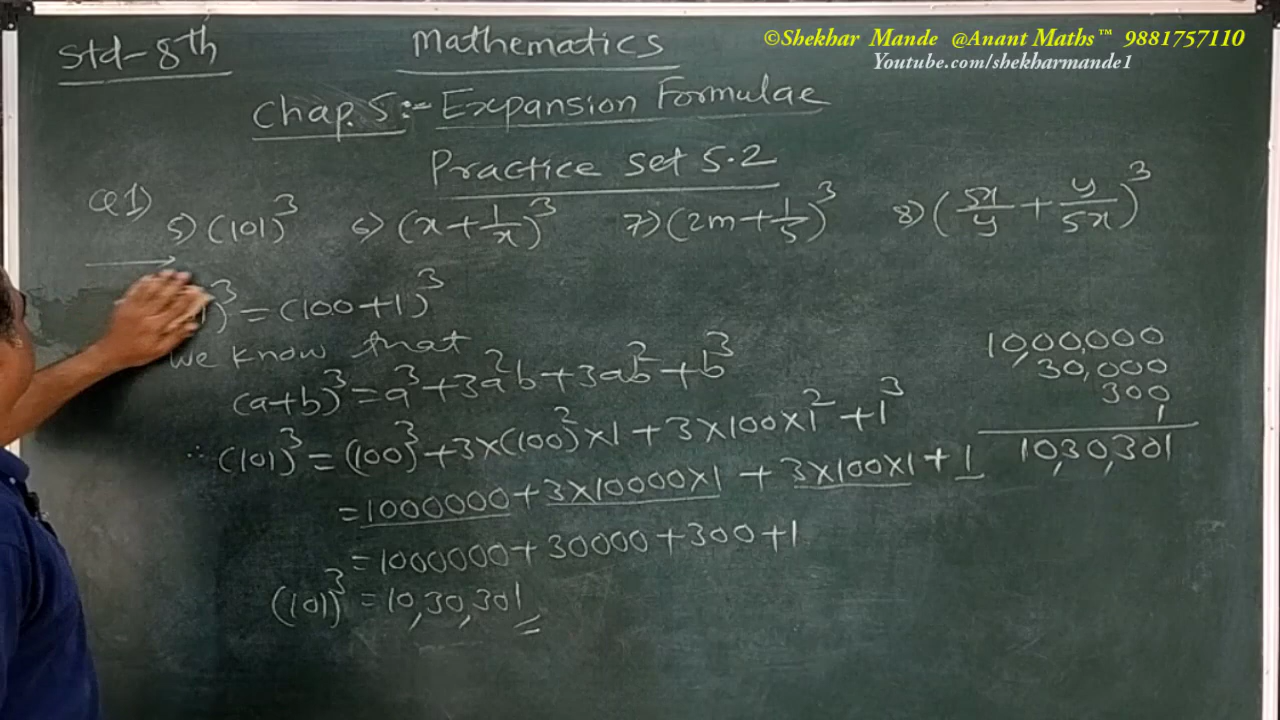 ©Shekhar Mande @Anant Maths™ 9881757110
Youtube.com/shekharmande1
Std-8th Mathematics
Chap. 5:- Expansion Formulae
Practice Set 5.2
Q1)
5) (101)³ 6) (x + 1/x)³ 7) (2m + 1/5)³ 8) (5x/y + y/5x)³
)³ = (100 + 1)³
We know that
(a+b)³ = a³ + 3a²b + 3ab² + b³
∴ (101)³ = (100)³ + 3×(100)²×1 + 3×100×1² + 1³
= 1000000 + 3×10000×1 + 3×100×1 + 1
= 1000000 + 30000 + 300 + 1
(101)³ = 10,30,301
10,00,000
30,000
300
1
10,30,301